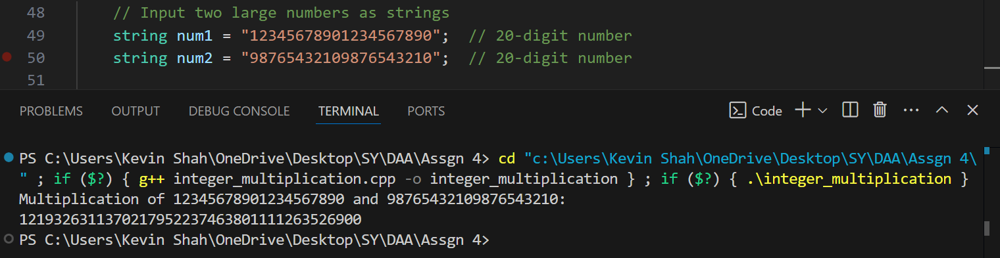 48 // Input two large numbers as strings
49 string num1 = "12345678901234567890"; // 20-digit number
50 string num2 = "98765432109876543210"; // 20-digit number
51
PROBLEMS OUTPUT DEBUG CONSOLE TERMINAL PORTS Code
PS C:\Users\Kevin Shah\OneDrive\Desktop\SY\DAA\Assgn 4> cd "c:\Users\Kevin Shah\OneDrive\Desktop\SY\DAA\Assgn 4\
" ; if ($?) { g++ integer_multiplication.cpp -o integer_multiplication } ; if ($?) { .\integer_multiplication }
Multiplication of 12345678901234567890 and 98765432109876543210:
1219326311370217952237463801111263526900
PS C:\Users\Kevin Shah\OneDrive\Desktop\SY\DAA\Assgn 4>